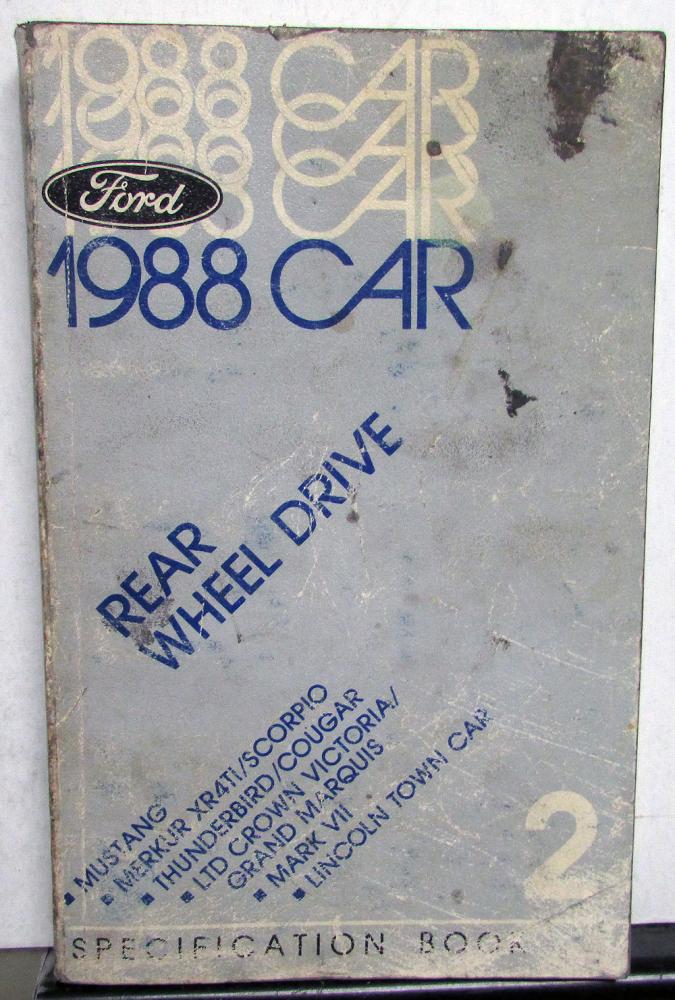 1988 CAR
1988 CAR
1988 CAR
Ford
1988 CAR
REAR
WHEEL DRIVE
▪ MUSTANG
▪ MERKUR XR4Ti/SCORPIO
▪ THUNDERBIRD/COUGAR
▪ LTD CROWN VICTORIA/
GRAND MARQUIS
▪ MARK VII
▪ LINCOLN TOWN CAR
2
SPECIFICATION BOOK